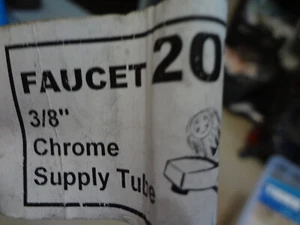 FAUCET 20
3/8"
Chrome
Supply Tube